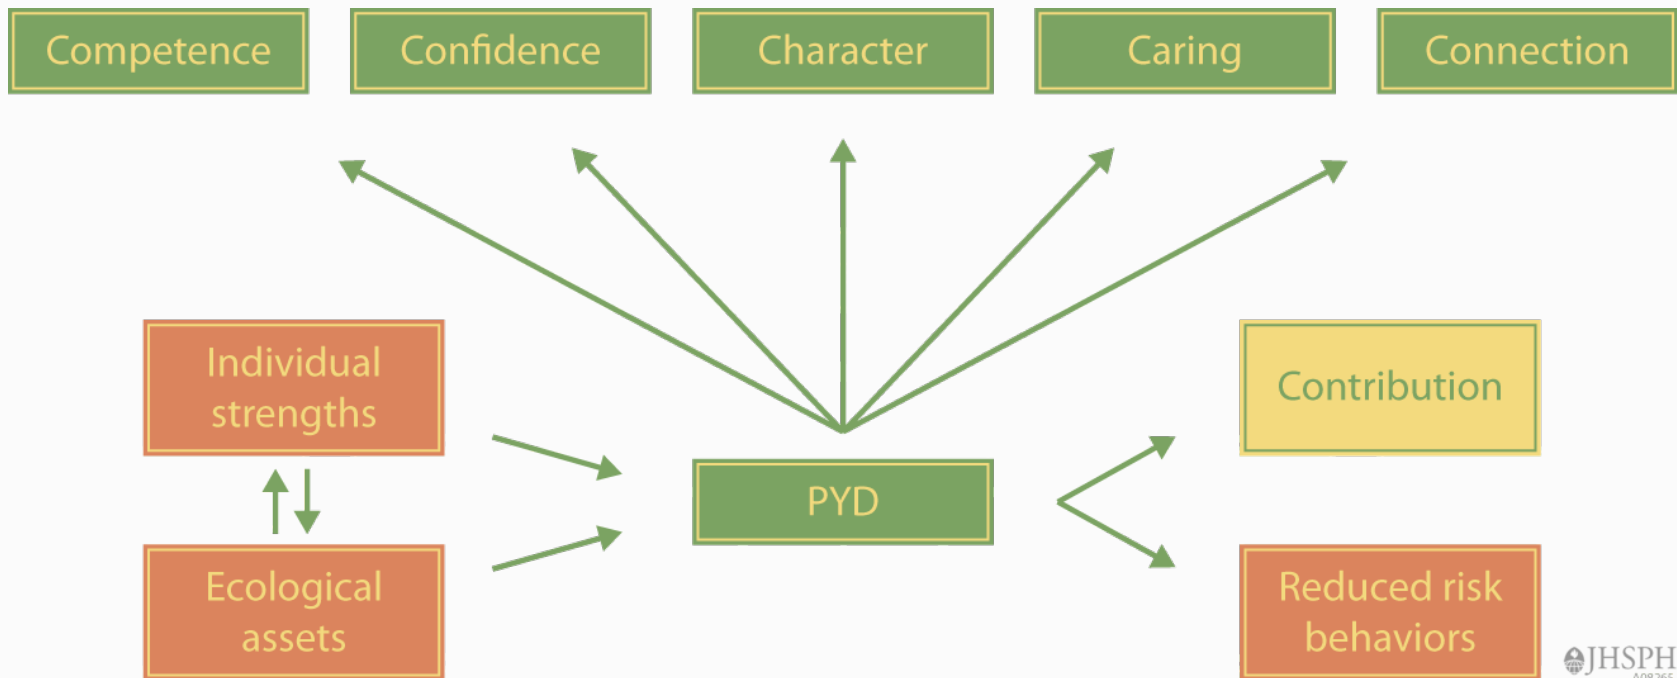 Competence
Confidence
Character
Caring
Connection
Individual
strengths
Contribution
PYD
Ecological
assets
Reduced risk
behaviors
JHSPH